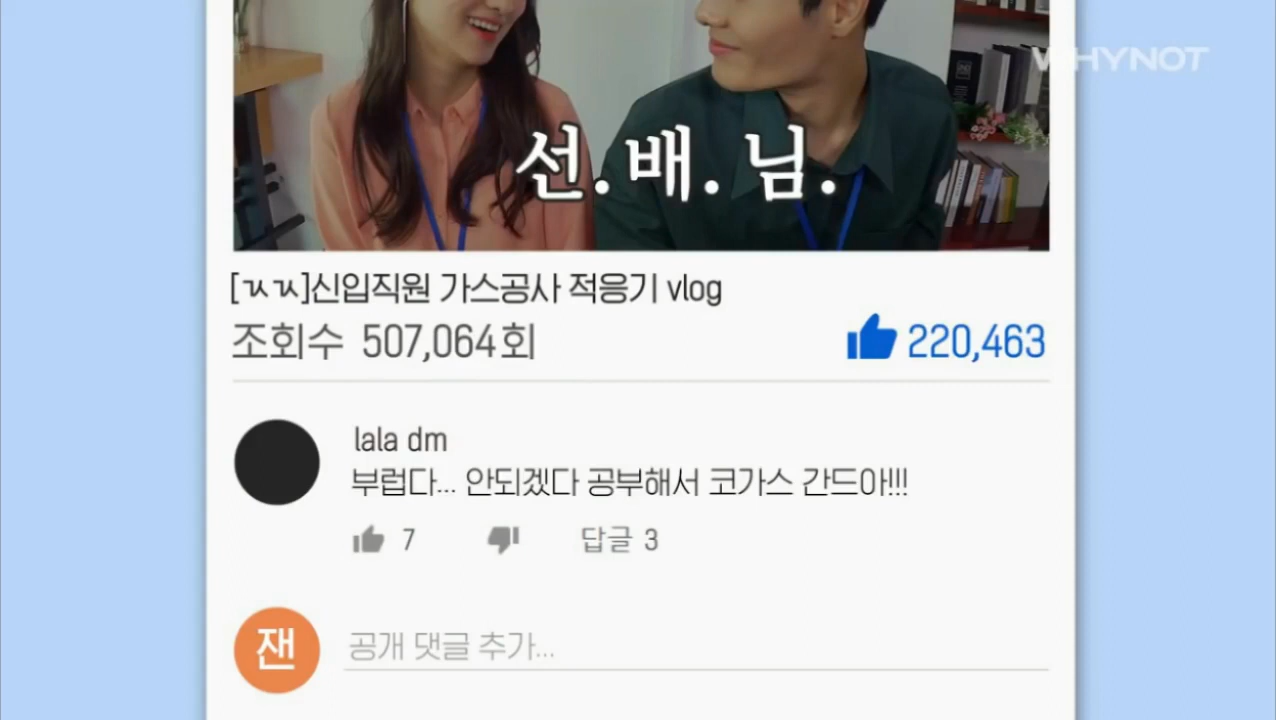 WHYNOT
선.배.님.
[ㄳㄳ]신입직원 가스공사 적응기 vlog
조회수 507,064회
220,463
lala dm
부럽다... 안되겠다 공부해서 코가스 간드아!!!
7 답글 3
잰 공개 댓글 추가...